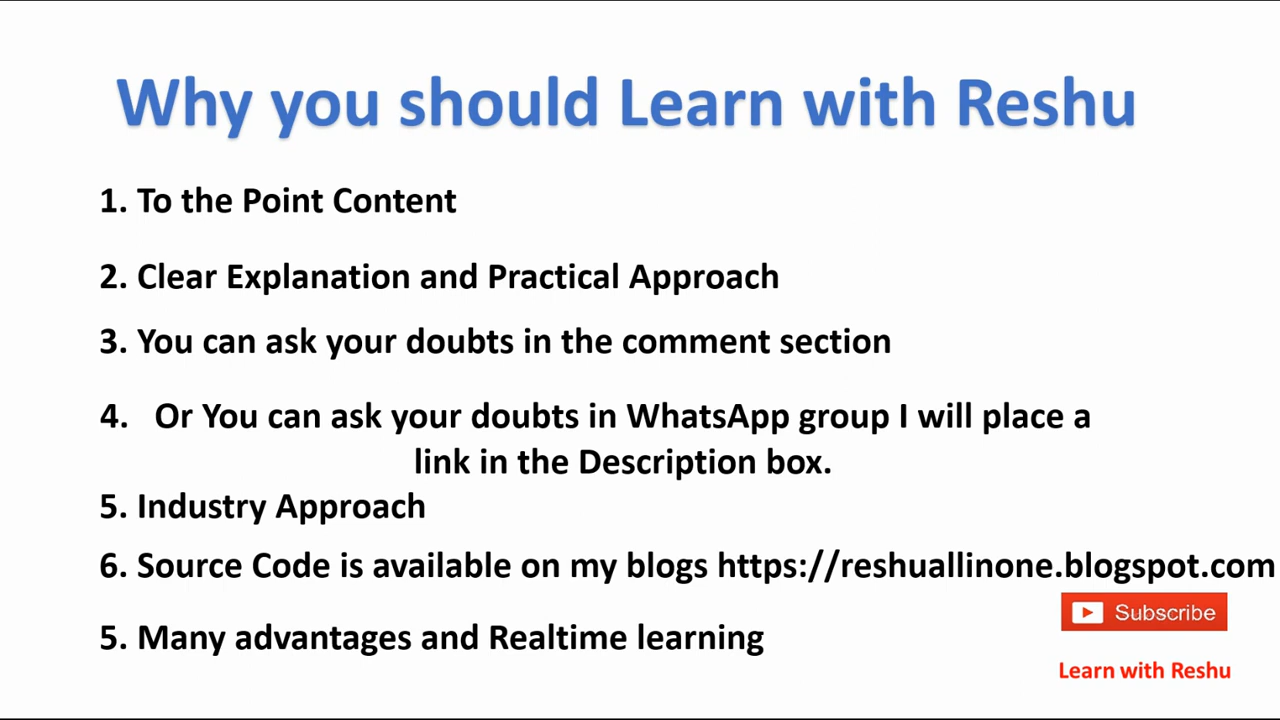 Why you should Learn with Reshu
1. To the Point Content
2. Clear Explanation and Practical Approach
3. You can ask your doubts in the comment section
4. Or You can ask your doubts in WhatsApp group I will place a
link in the Description box.
5. Industry Approach
6. Source Code is available on my blogs https://reshuallinone.blogspot.com
Subscribe
5. Many advantages and Realtime learning
Learn with Reshu